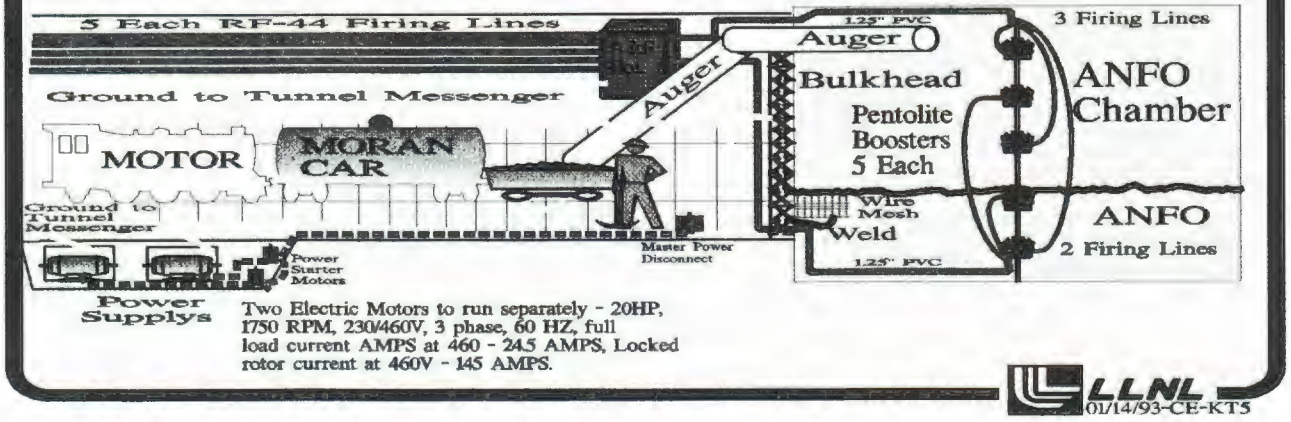 5 Each RF-44 Firing Lines
1.25" PVC
3 Firing Lines
Auger
Auger
Bulkhead
ANFO
Chamber
Ground to Tunnel Messenger
Pentolite
Boosters
5 Each
MOTOR
MORAN
CAR
Ground to
Tunnel
Messenger
Wire
Mesh
Weld
ANFO
Master Power
Disconnect
2 Firing Lines
1.25" PVC
Power
Starter
Motors
Power
Supplys
Two Electric Motors to run separately - 20HP,
1750 RPM, 230/460V, 3 phase, 60 HZ, full
load current AMPS at 460 - 24.5 AMPS, Locked
rotor current at 460V - 145 AMPS.
LLNL
01/14/93-CE-KT5